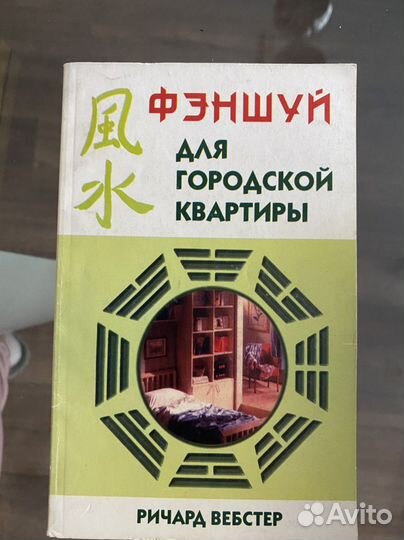 風水
ФЭНШУЙ
ДЛЯ
ГОРОДСКОЙ
КВАРТИРЫ
РИЧАРД ВЕБСТЕР
Avito